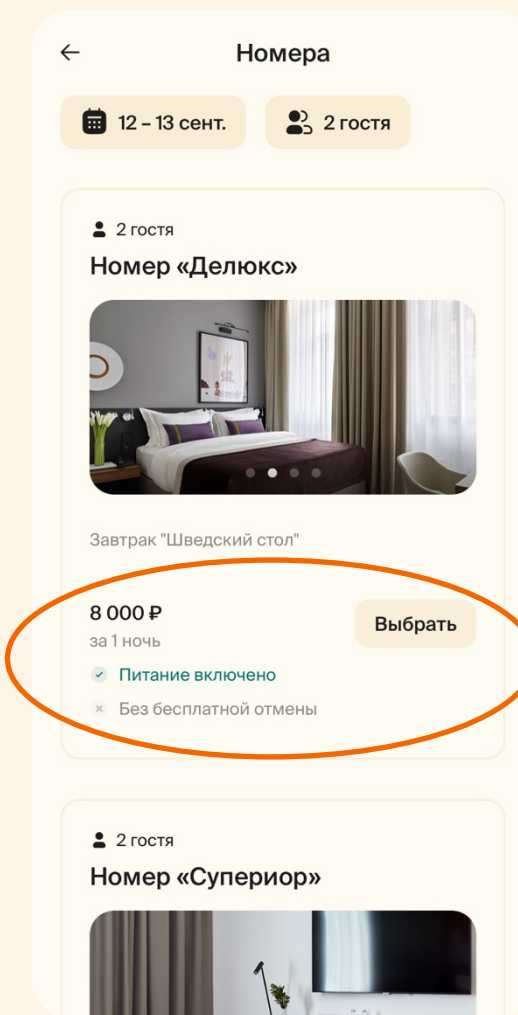 Номера
12 – 13 сент.
2 гостя
2 гостя
Номер «Делюкс»
Завтрак "Шведский стол"
8 000 ₽
Выбрать
за 1 ночь
Питание включено
Без бесплатной отмены
2 гостя
Номер «Супериор»